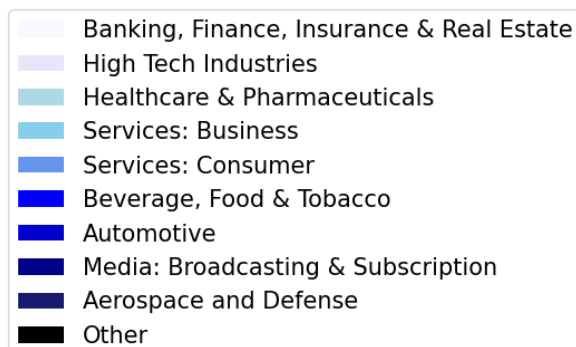 Banking, Finance, Insurance & Real Estate
High Tech Industries
Healthcare & Pharmaceuticals
Services: Business
Services: Consumer
Beverage, Food & Tobacco
Automotive
Media: Broadcasting & Subscription
Aerospace and Defense
Other